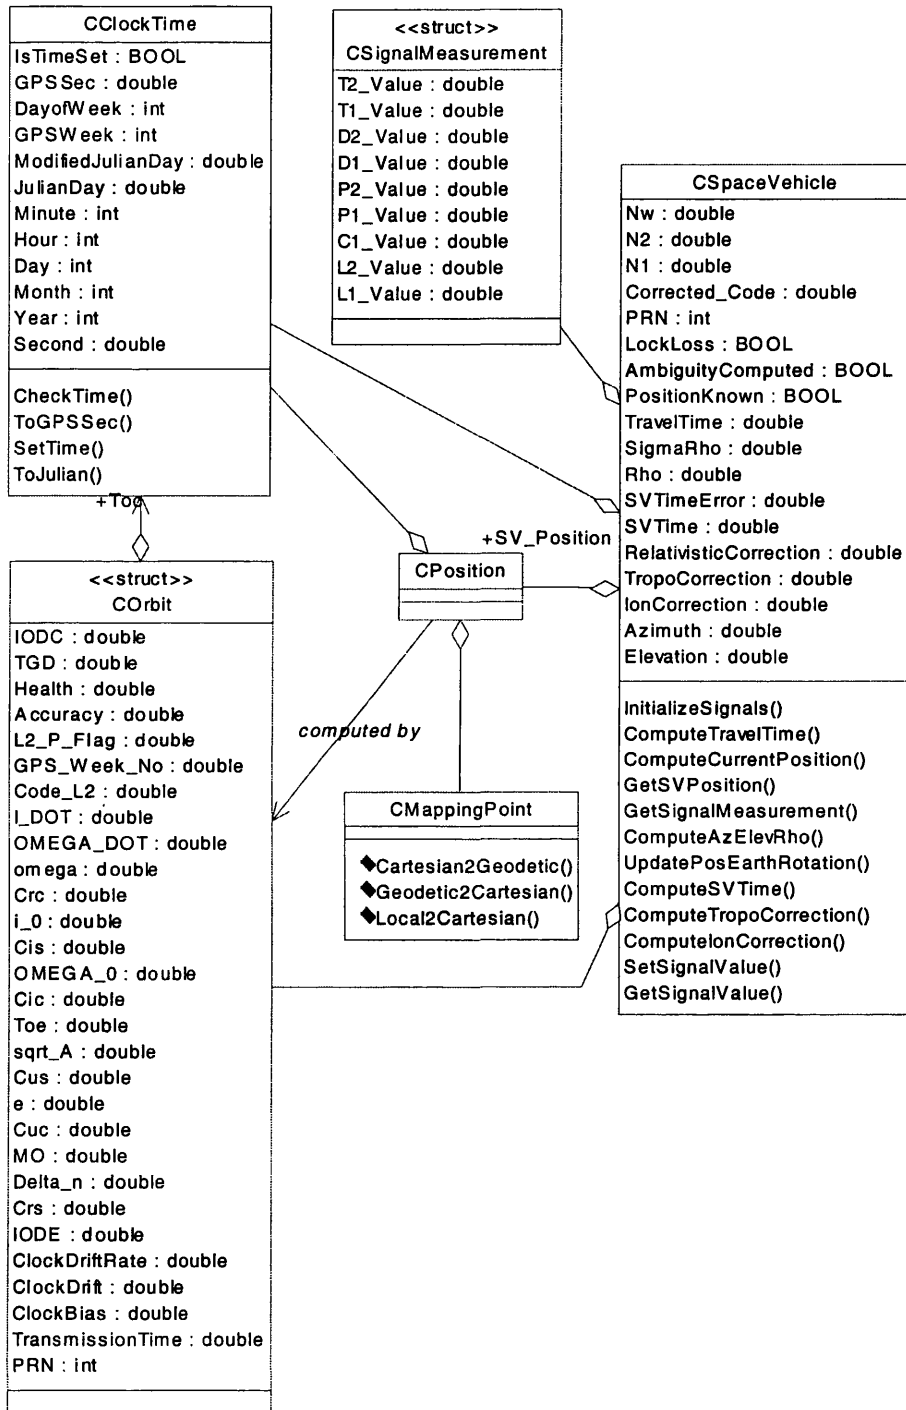 CClockTime
IsTimeSet : BOOL
GPSSec : double
DayofWeek : int
GPSWeek : int
ModifiedJulianDay : double
JulianDay : double
Minute : int
Hour : int
Day : int
Month : int
Year : int
Second : double
CheckTime()
ToGPSSec()
SetTime()
ToJulian()
+Toc
<<struct>>
CSignalMeasurement
T2_Value : double
T1_Value : double
D2_Value : double
D1_Value : double
P2_Value : double
P1_Value : double
C1_Value : double
L2_Value : double
L1_Value : double
CSpaceVehicle
Nw : double
N2 : double
N1 : double
Corrected_Code : double
PRN : int
LockLoss : BOOL
AmbiguityComputed : BOOL
PositionKnown : BOOL
TravelTime : double
SigmaRho : double
Rho : double
SVTimeError : double
SVTime : double
RelativisticCorrection : double
TropoCorrection : double
IonCorrection : double
Azimuth : double
Elevation : double
InitializeSignals()
ComputeTravelTime()
ComputeCurrentPosition()
GetSVPosition()
GetSignalMeasurement()
ComputeAzElevRho()
UpdatePosEarthRotation()
ComputeSVTime()
ComputeTropoCorrection()
ComputeIonCorrection()
SetSignalValue()
GetSignalValue()
+SV_Position
CPosition
computed by
CMappingPoint
Cartesian2Geodetic()
Geodetic2Cartesian()
Local2Cartesian()
<<struct>>
COrbit
IODC : double
TGD : double
Health : double
Accuracy : double
L2_P_Flag : double
GPS_Week_No : double
Code_L2 : double
I_DOT : double
OMEGA_DOT : double
omega : double
Crc : double
i_0 : double
Cis : double
OMEGA_0 : double
Cic : double
Toe : double
sqrt_A : double
Cus : double
e : double
Cuc : double
MO : double
Delta_n : double
Crs : double
IODE : double
ClockDriftRate : double
ClockDrift : double
ClockBias : double
TransmissionTime : double
PRN : int